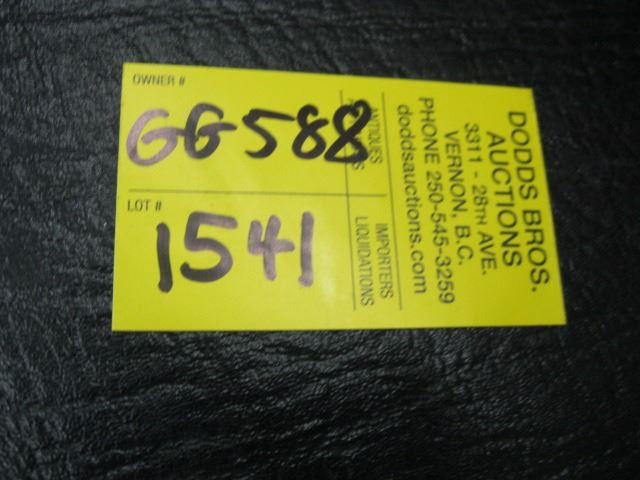 DODDS BROS.
AUCTIONS
3311 - 28TH AVE.
VERNON, B.C.
PHONE 250-545-3259
doddsauctions.com
ANTIQUES
IMPORTERS
LIQUIDATIONS
OWNER #
GG588
LOT #
1541